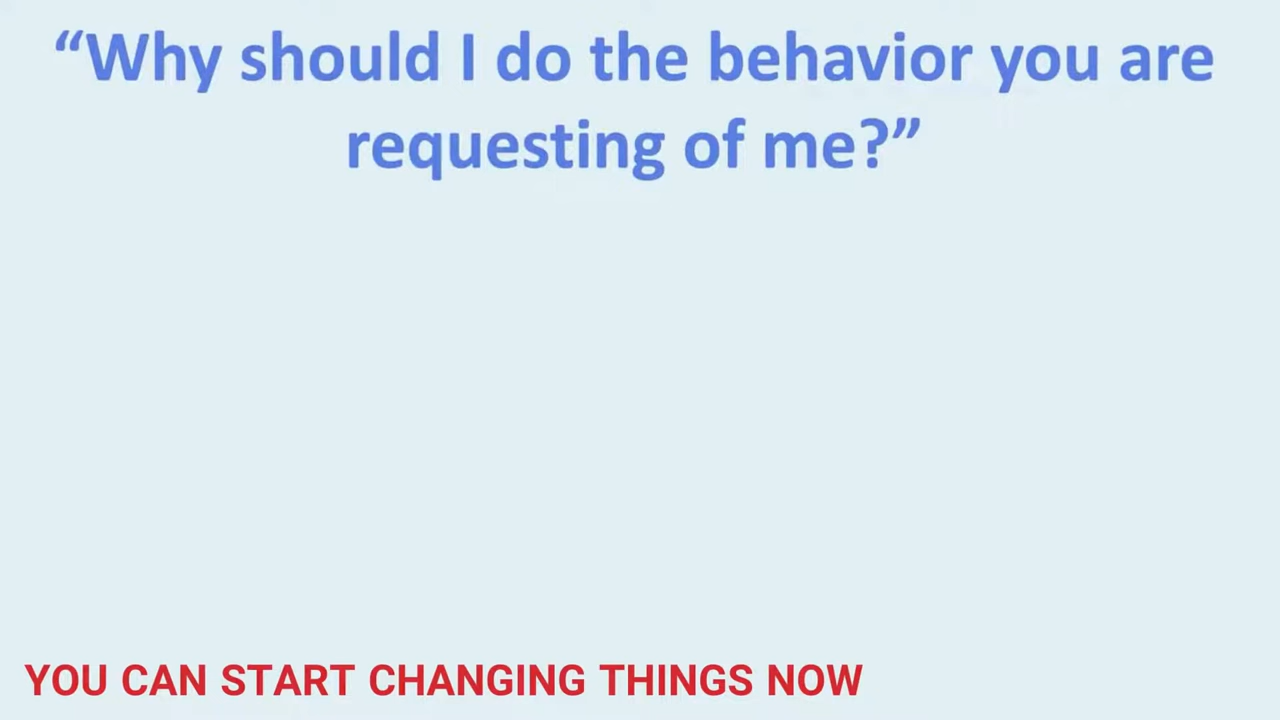 “Why should I do the behavior you are
requesting of me?”
YOU CAN START CHANGING THINGS NOW